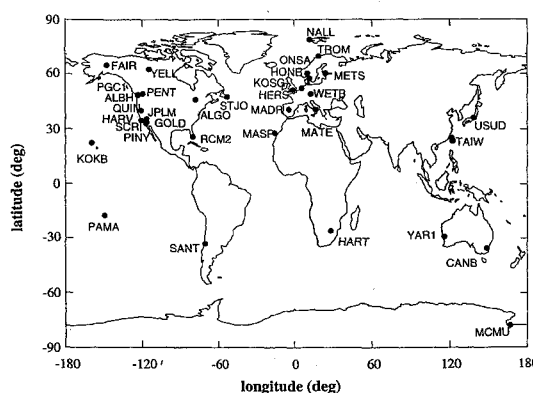 90
NALL
TROM
FAIR
YELL
ONSA
HONB
METS
60
PGC1
PENT
KOSG
HERS
WETB
ALBH
STJO
QUIN
JPLM
ALGO
MADR
HARV
GOLD
USUD
30
SCRI
RCM2
MASP
MATE
TAIW
PINY
KOKB
latitude (deg)
0
PAMA
SANT
HART
YAR1
-30
CANB
-60
MCMU
-90
-180
-120
-60
0
60
120
180
longitude (deg)